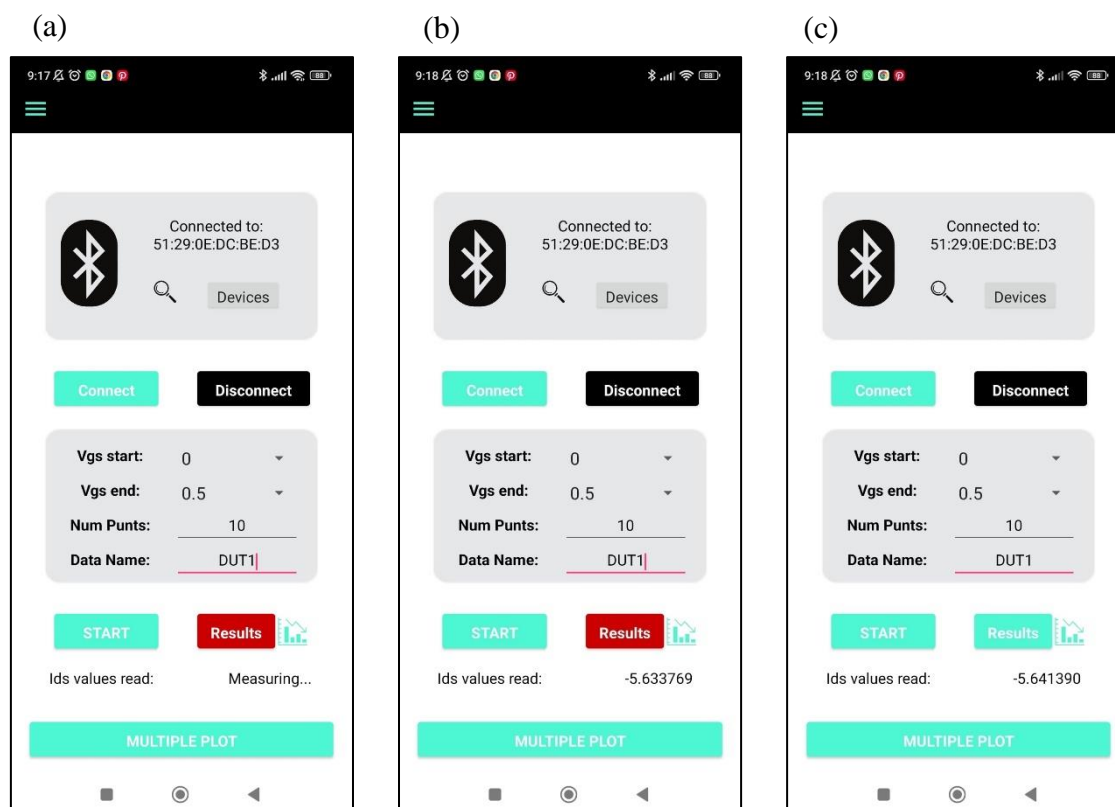 (a)
9:17
88
Connected to:
51:29:0E:DC:BE:D3
Devices
Connect Disconnect
Vgs start: 0
Vgs end: 0.5
Num Punts: 10
Data Name: DUT1
START Results
Ids values read: Measuring...
MULTIPLE PLOT
(b)
9:18
88
Connected to:
51:29:0E:DC:BE:D3
Devices
Connect Disconnect
Vgs start: 0
Vgs end: 0.5
Num Punts: 10
Data Name: DUT1
START Results
Ids values read: -5.633769
MULTIPLE PLOT
(c)
9:18
88
Connected to:
51:29:0E:DC:BE:D3
Devices
Connect Disconnect
Vgs start: 0
Vgs end: 0.5
Num Punts: 10
Data Name: DUT1
START Results
Ids values read: -5.641390
MULTIPLE PLOT